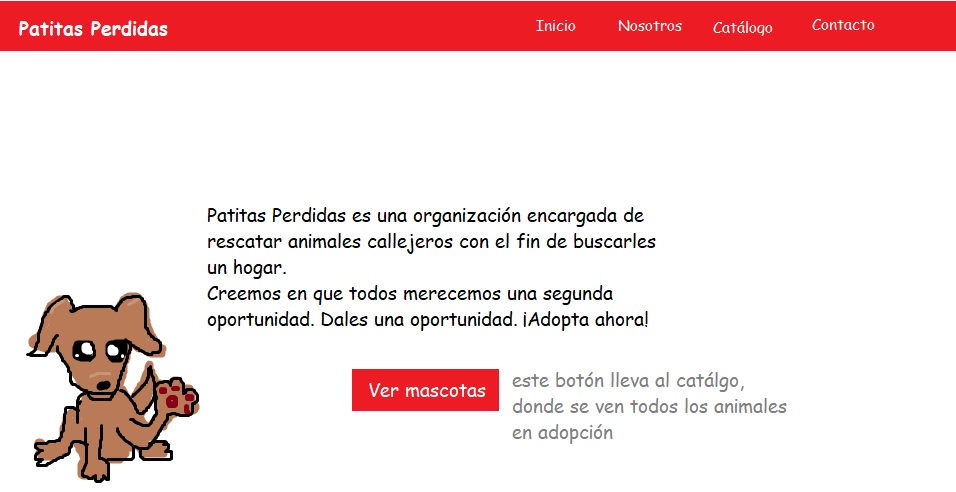 Patitas Perdidas
Inicio
Nosotros
Catálogo
Contacto
Patitas Perdidas es una organización encargada de
rescatar animales callejeros con el fin de buscarles
un hogar.
Creemos en que todos merecemos una segunda
oportunidad. Dales una oportunidad. ¡Adopta ahora!
Ver mascotas
este botón lleva al catálgo,
donde se ven todos los animales
en adopción